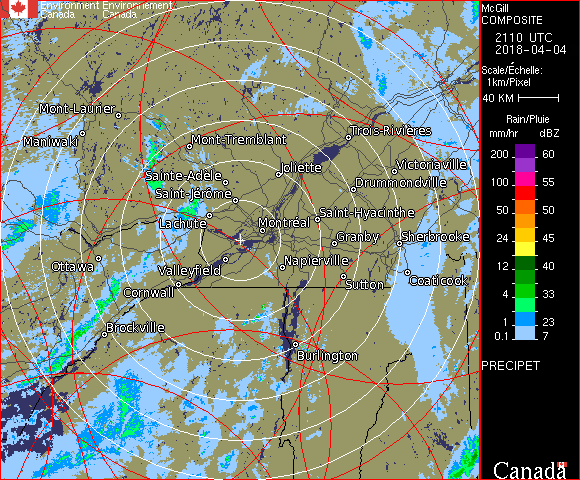 Environment Environnement
Canada Canada
McGill
COMPOSITE
2110 UTC
2018-04-04
Scale/Échelle:
1km/Pixel
40 KM
Rain/Pluie
mm/hr dBZ
200 60
100 55
50 50
24 45
12 40
4 33
1 23
0.1 7
PRECIPET
Canada
Mont-Laurier
Maniwaki
Mont-Tremblant
Trois-Rivières
Joliette
Victoriaville
Sainte-Adèle
Drummondville
Saint-Jérôme
Lachute
Saint-Hyacinthe
Montréal
Granby
Sherbrooke
Ottawa
Valleyfield
Napierville
Sutton
Coaticook
Cornwall
Brockville
Burlington